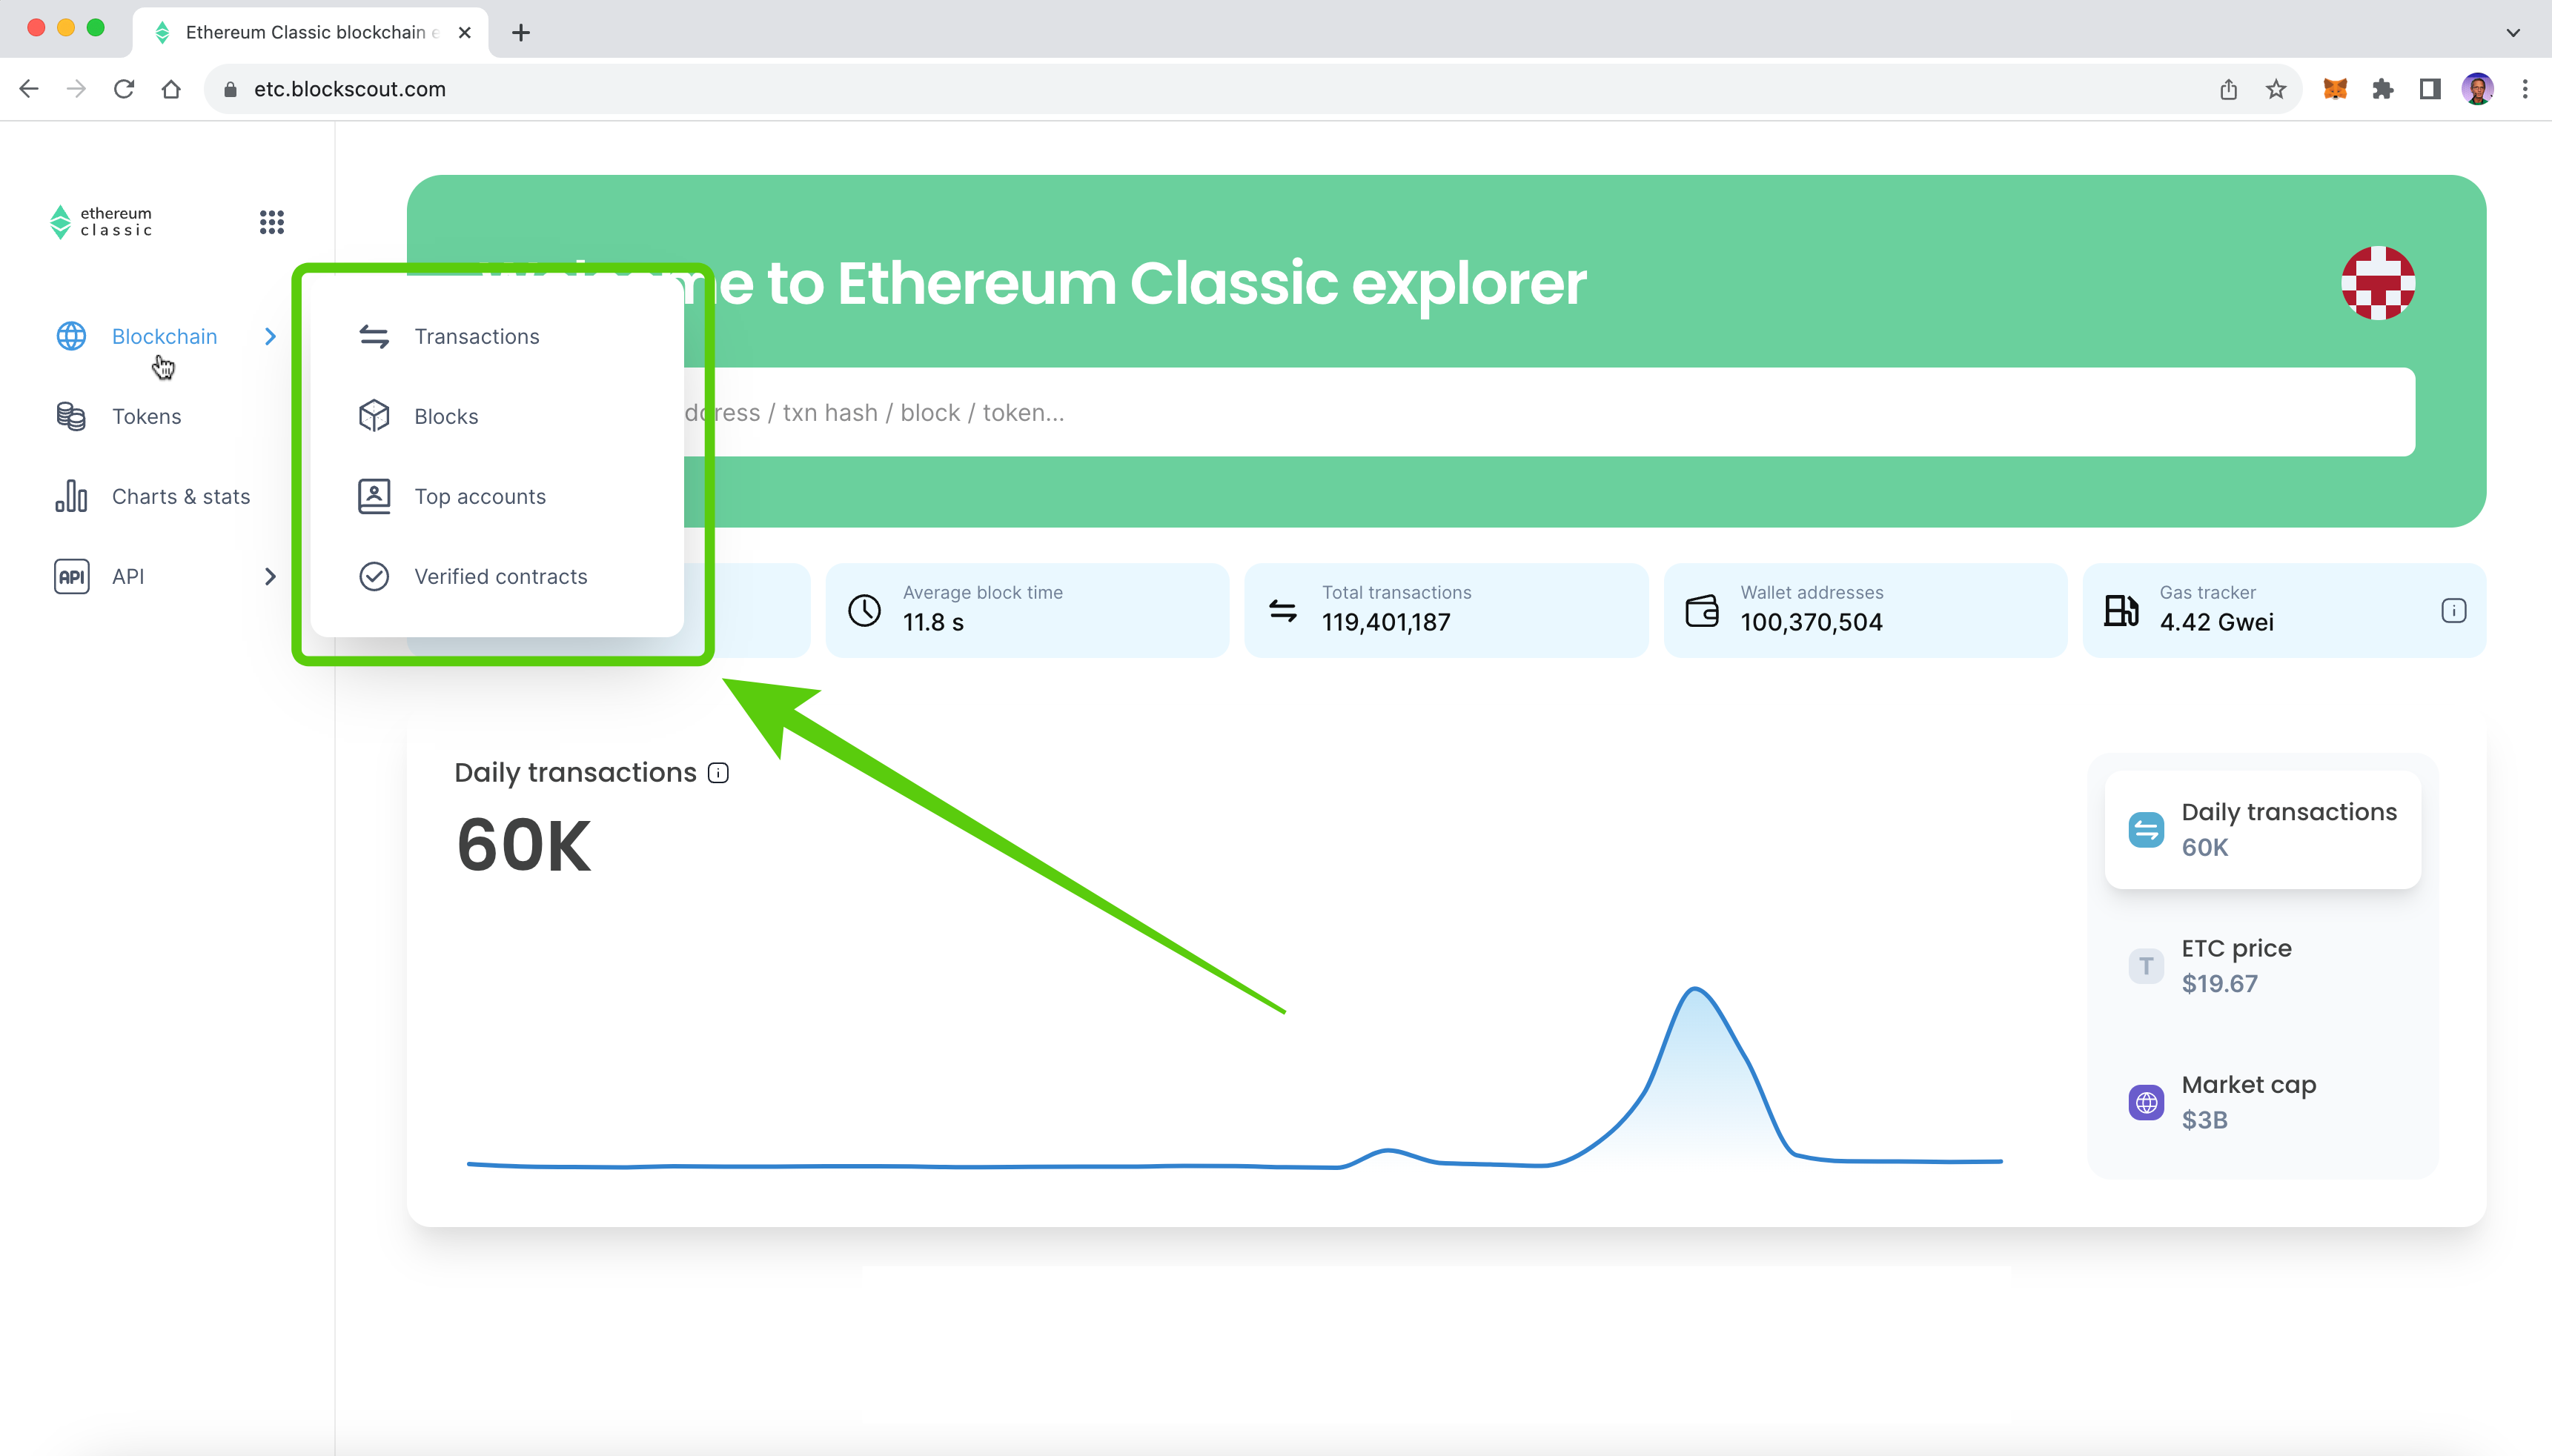 Ethereum Classic blockchain
etc.blockscout.com
ethereum
classic
Welcome to Ethereum Classic explorer
Blockchain
Tokens
Charts & stats
API
API
Transactions
Blocks
Top accounts
Verified contracts
/ txn hash / block / token...
Average block time
11.8 s
Total transactions
119,401,187
Wallet addresses
100,370,504
Gas tracker
4.42 Gwei
i
Daily transactions i
60K
Daily transactions
60K
T
ETC price
$19.67
Market cap
$3B